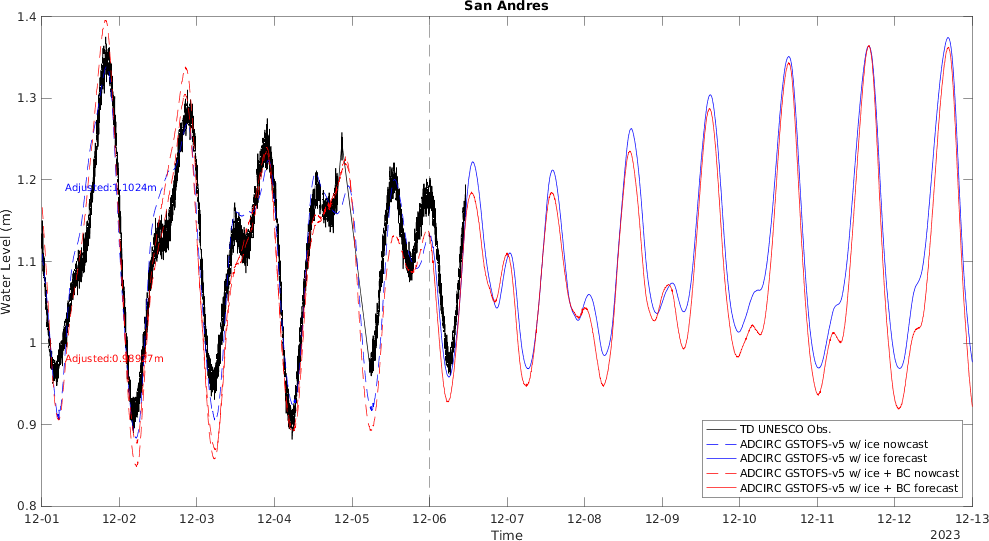 San Andres
1.4
1.3
1.2
1.1
1
0.9
0.8
Water Level (m)
Adjusted:1.1024m
TD UNESCO Obs.
ADCIRC GSTOFS-v5 w/ ice nowcast
ADCIRC GSTOFS-v5 w/ ice forecast
ADCIRC GSTOFS-v5 w/ ice + BC nowcast
ADCIRC GSTOFS-v5 w/ ice + BC forecast
12-01 12-02 12-03 12-04 12-05 12-06 12-07 12-08 12-09 12-10 12-11 12-12 12-13
Time
2023